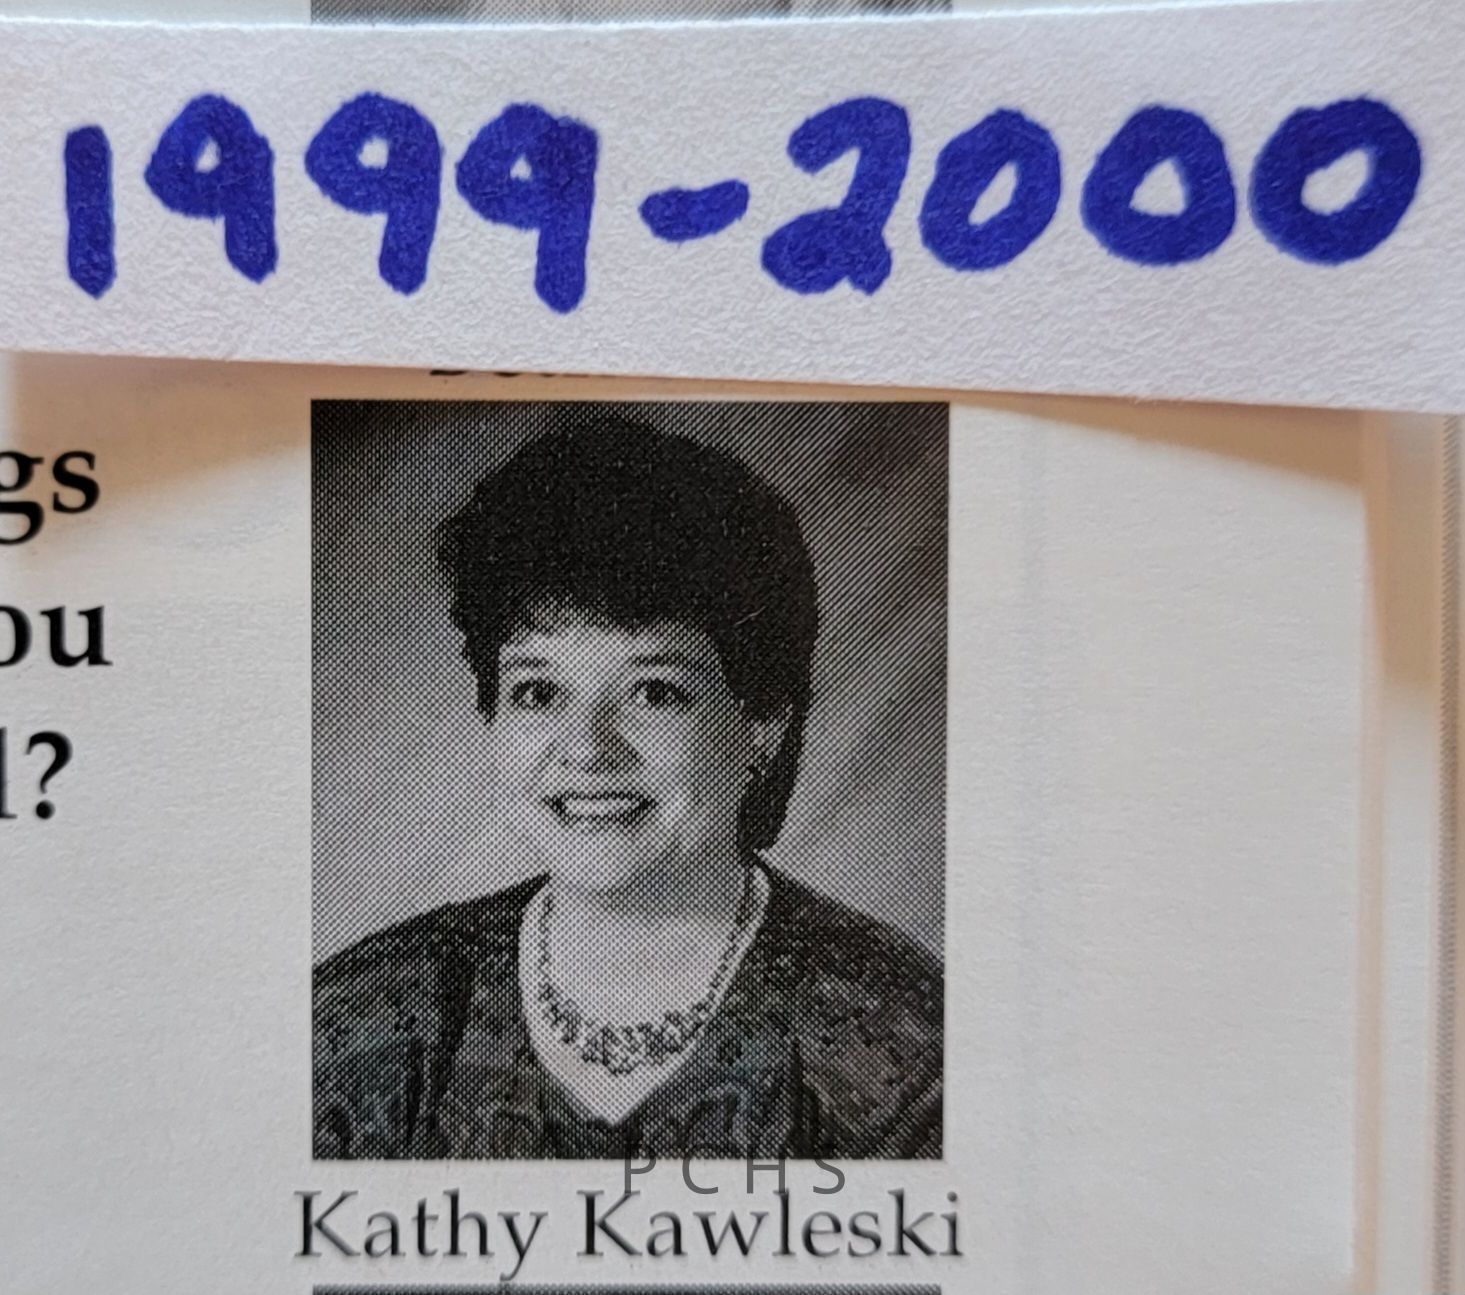 1999-2000
gs
ou
l?
PCHS
Kathy Kawleski